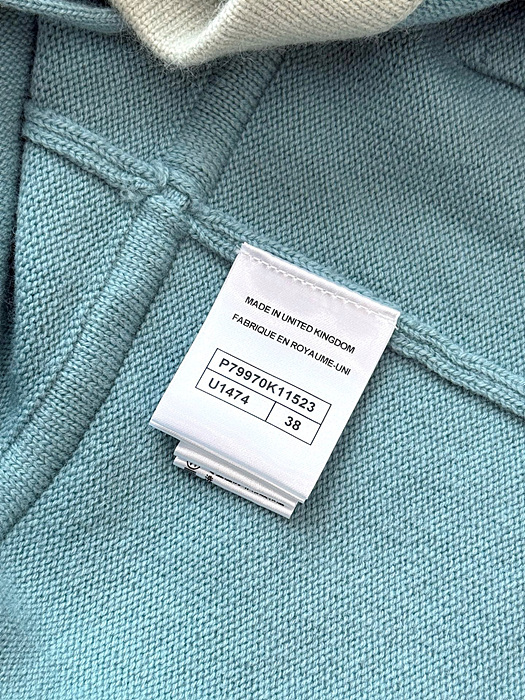 MADE IN UNITED KINGDOM
FABRIQUE EN ROYAUME-UNI
P79970K11523
U1474 38